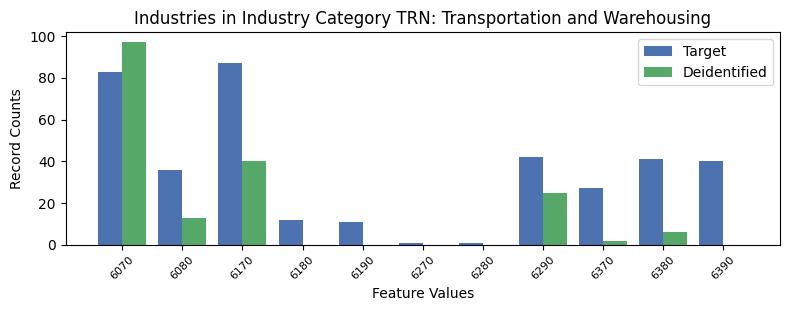 Industries in Industry Category TRN: Transportation and Warehousing
Target
Deidentified
Record Counts
100
80
60
40
20
0
6070 6080 6170 6180 6190 6270 6280 6290 6370 6380 6390
Feature Values